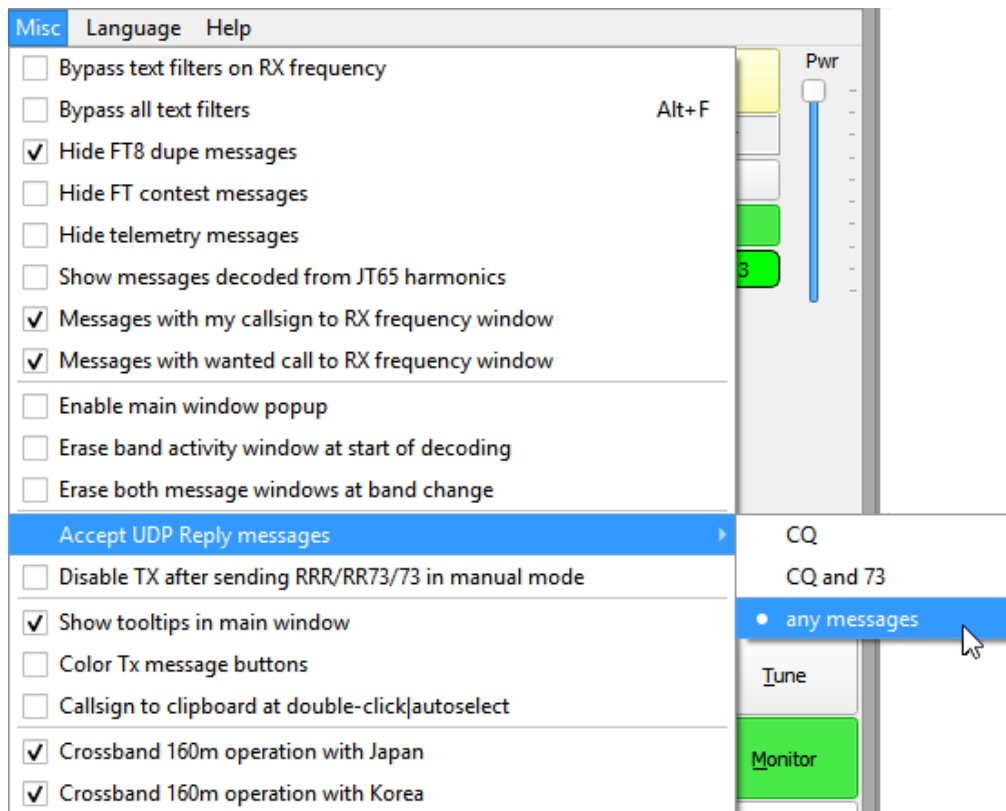 Misc Language Help
Pwr
Bypass text filters on RX frequency
Bypass all text filters Alt+F
Hide FT8 dupe messages
Hide FT contest messages
Hide telemetry messages
Show messages decoded from JT65 harmonics
3
Messages with my callsign to RX frequency window
Messages with wanted call to RX frequency window
Enable main window popup
Erase band activity window at start of decoding
Erase both message windows at band change
Accept UDP Reply messages
CQ
Disable TX after sending RRR/RR73/73 in manual mode
CQ and 73
Show tooltips in main window
any messages
Color Tx message buttons
Tune
Callsign to clipboard at double-click|autoselect
Crossband 160m operation with Japan
Monitor
Crossband 160m operation with Korea